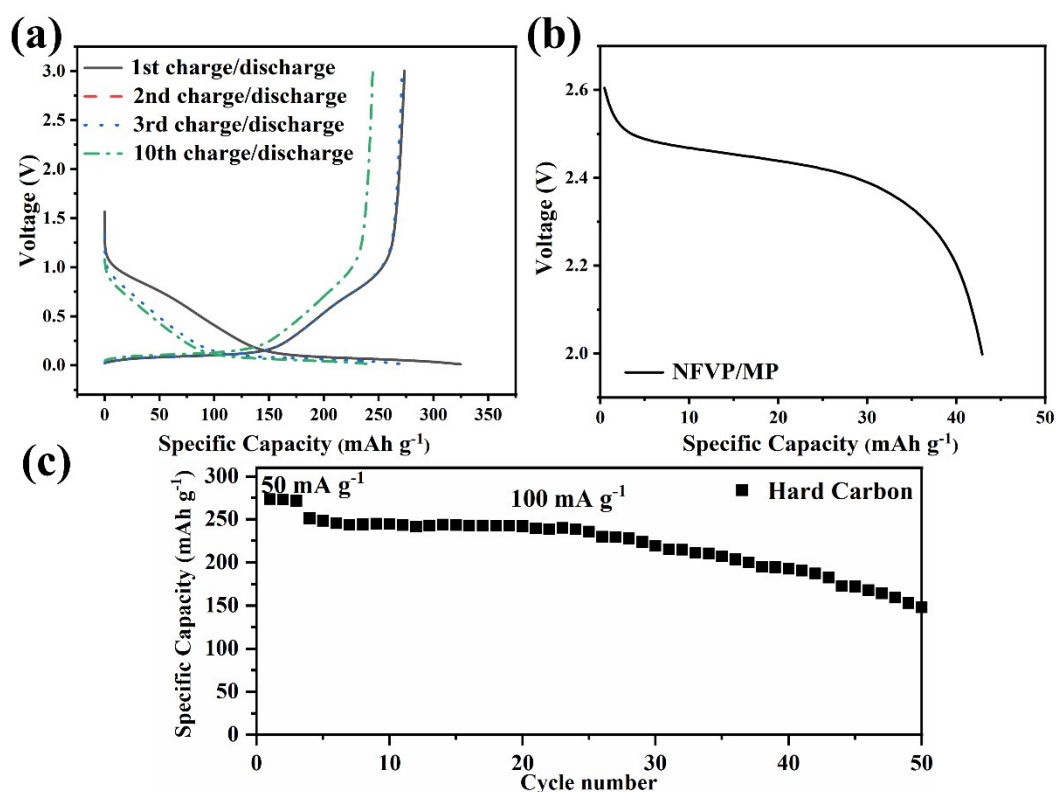 (a)
Voltage (V)
3.0
2.5
2.0
1.5
1.0
0.5
0.0
1st charge/discharge
2nd charge/discharge
3rd charge/discharge
10th charge/discharge
0 50 100 150 200 250 300 350
Specific Capacity (mAh g⁻¹)
(b)
Voltage (V)
2.6
2.4
2.2
2.0
NFVP/MP
0 10 20 30 40 50
Specific Capacity (mAh g⁻¹)
(c)
Specific Capacity (mAh g⁻¹)
300
250
200
150
100
50
0
50 mA g⁻¹
100 mA g⁻¹
Hard Carbon
0 10 20 30 40 50
Cycle number